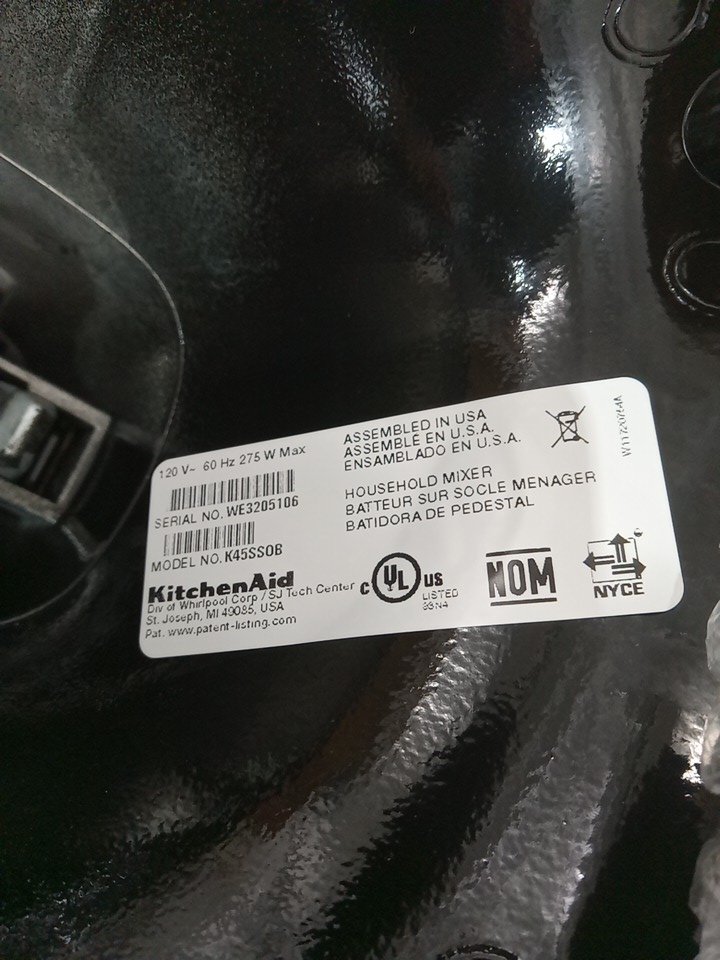 120 V~ 60 Hz 275 W Max
SERIAL NO. WE3205106
MODEL NO. K45SSOB
KitchenAid
Div of Whirlpool Corp / SJ Tech Center
St. Joseph, MI 49085, USA
Pat. www.patent-listing.com
ASSEMBLED IN USA
ASSEMBLÉ EN U.S.A.
ENSAMBLADO EN U.S.A.
HOUSEHOLD MIXER
BATTEUR SUR SOCLE MENAGER
BATIDORA DE PEDESTAL
C UL US
LISTED
NOM
NYCE